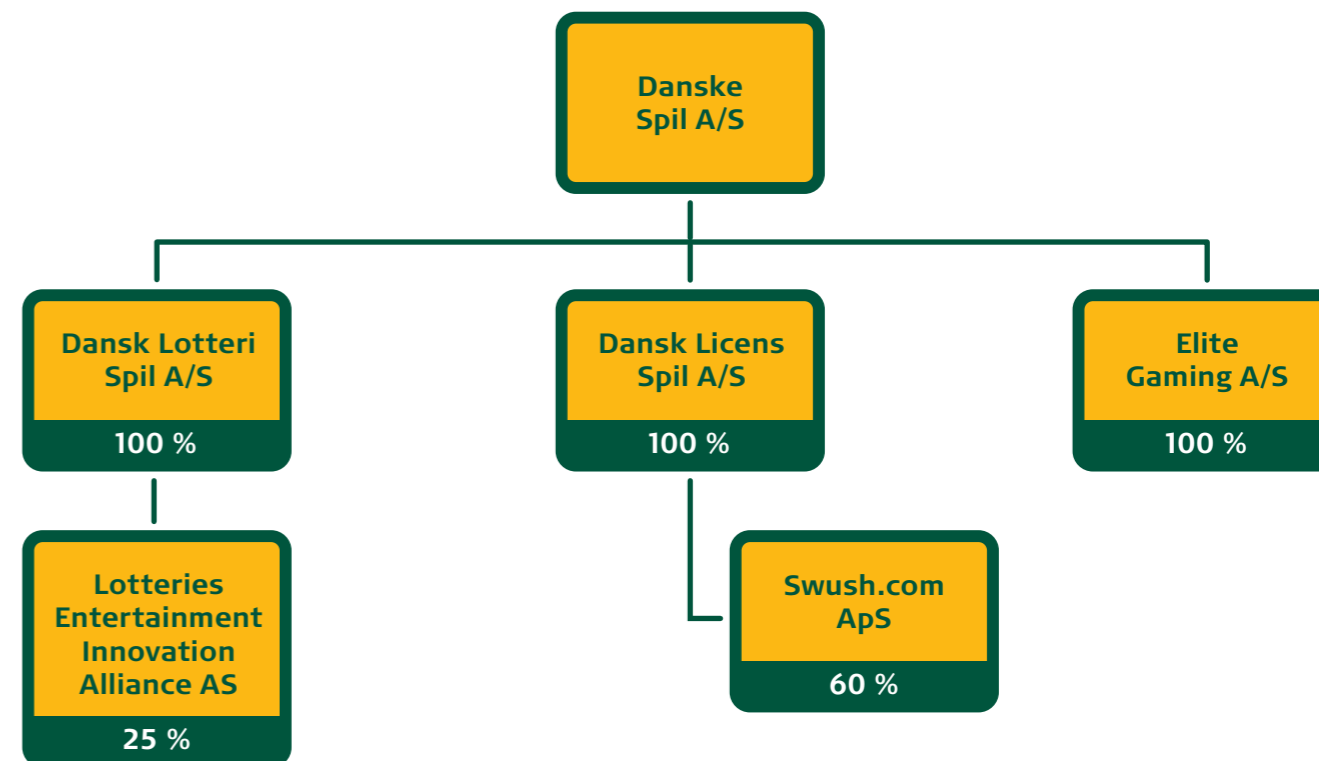 Danske
Spil A/S
Dansk Lotteri
Spil A/S
100 %
Dansk Licens
Spil A/S
100 %
Elite
Gaming A/S
100 %
Lotteries
Entertainment
Innovation
Alliance AS
25 %
Swush.com
ApS
60 %